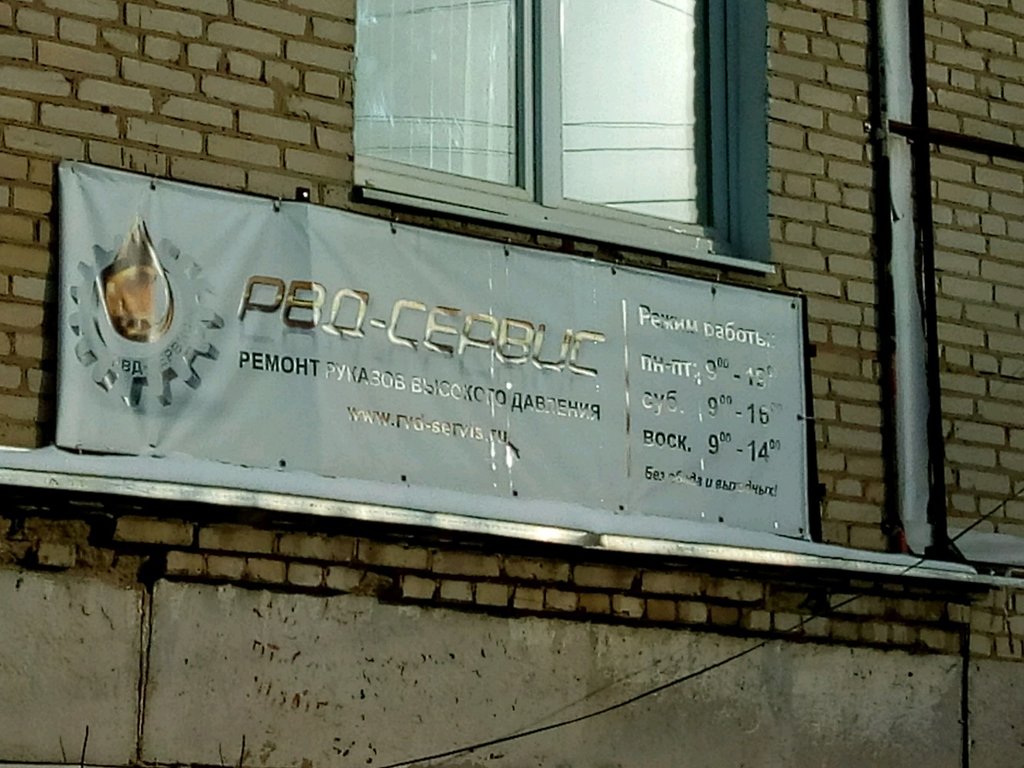 РВД-СЕРВИС
РЕМОНТ РУКАВОВ ВЫСОКОГО ДАВЛЕНИЯ
www.rvd-servis.ru
Режим работы:
пн-пт: 9⁰⁰ - 19⁰⁰
суб. 9⁰⁰ - 16⁰⁰
воск. 9⁰⁰ - 14⁰⁰
Без обеда и выходных!